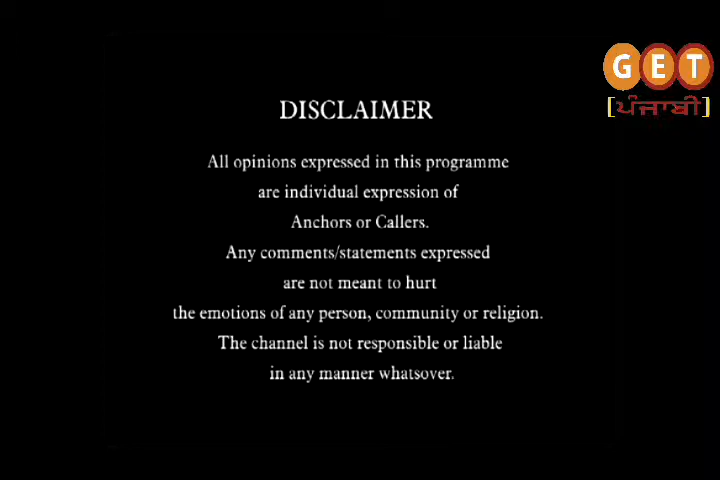 GET
[ਪੰਜਾਬੀ]
DISCLAIMER
All opinions expressed in this programme
are individual expression of
Anchors or Callers.
Any comments/statements expressed
are not meant to hurt
the emotions of any person, community or religion.
The channel is not responsible or liable
in any manner whatsover.